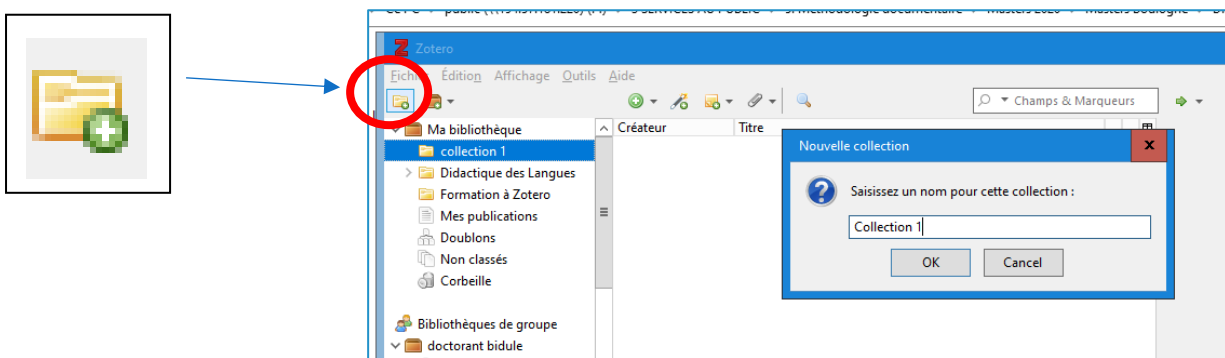 Zotero
Édition Affichage Outils Aide
Champs & Marqueurs
Ma bibliothèque
Créateur Titre
collection 1
Didactique des Langues
Formation à Zotero
Mes publications
Doublons
Non classés
Corbeille
Bibliothèques de groupe
doctorant bidule
Nouvelle collection
Saisissez un nom pour cette collection :
Collection 1
OK Cancel